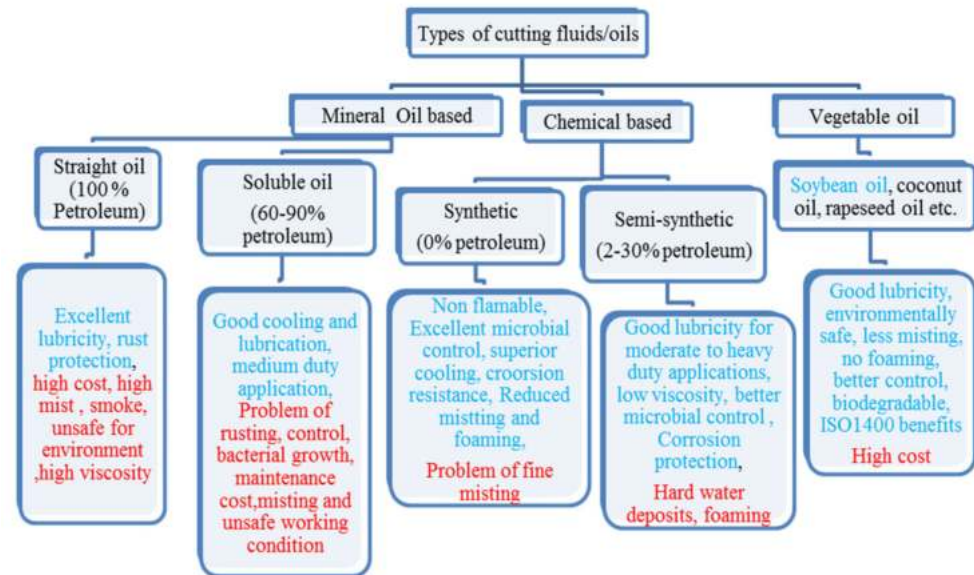 Types of cutting fluids/oils
Mineral Oil based
Chemical based
Vegetable oil
Straight oil
(100 %
Petroleum)
Soluble oil
(60-90%
petroleum)
Synthetic
(0% petroleum)
Semi-synthetic
(2-30% petroleum)
Soybean oil, coconut
oil, rapeseed oil etc.
Excellent
lubricity, rust
protection,
high cost, high
mist , smoke,
unsafe for
environment
,high viscosity
Good cooling and
lubrication,
medium duty
application,
Problem of
rusting, control,
bacterial growth,
maintenance
cost,misting and
unsafe working
condition
Non flamable,
Excellent microbial
control, superior
cooling, croorsion
resistance, Reduced
mistting and
foaming,
Problem of fine
misting
Good lubricity for
moderate to heavy
duty applications,
low viscosity, better
microbial control ,
Corrosion
protection,
Hard water
deposits, foaming
Good lubricity,
environmentally
safe, less misting,
no foaming,
better control,
biodegradable,
ISO1400 benefits
High cost